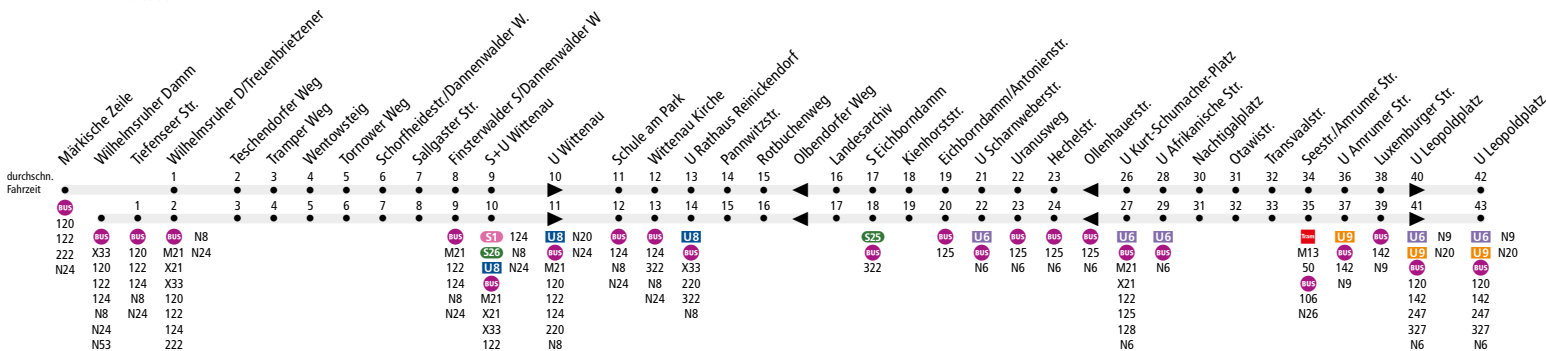 Märkische Zeile
Wilhelmsruher Damm
Tiefenseer Str.
Wilhelmsruher D/Treuenbrietzener
Teschendorfer Weg
Tramper Weg
Wentowsteig
Tornower Weg
Schorfheidestr./Dannenwalder W.
Sallgaster Str.
Finsterwalder S/Dannenwalder W
S+U Wittenau
U Wittenau
Schule am Park
Wittenau Kirche
U Rathaus Reinickendorf
Pannwitzstr.
Rotbuchenweg
Olbendorfer Weg
Landesarchiv
S Eichborndamm
Kienhorststr.
Eichborndamm/Antonienstr.
U Scharnweberstr.
Uranusweg
Hechelstr.
Ollenhauerstr.
U Kurt-Schumacher-Platz
U Afrikanische Str.
Nachtigalplatz
Otawistr.
Transvaalstr.
Seestr./Amrumer Str.
U Amrumer Str.
Luxemburger Str.
U Leopoldplatz
U Leopoldplatz
durchschn.
Fahrzeit
1 2 3 4 5 6 7 8 9 10 11 12 13 14 15 16 17 18 19 20 21 22 23 26 28 30 31 32 34 36 38 40 42
1 2 3 4 5 6 7 8 9 10 11 12 13 14 15 16 17 18 19 20 22 23 24 27 29 31 32 33 35 37 39 41 43
BUS
120
122
222
N24
BUS
X33
120
122
124
N8
N24
N53
BUS
120
122
124
N8
N24
BUS N8
M21 N24
X21
X33
120
122
124
222
BUS
M21
122
124
N8
N24
S1 124
S26 N8
U8 N24
BUS
M21
X21
X33
122
U8 N20
BUS N24
M21
120
122
124
220
N8
BUS
124
N8
N24
BUS
124
322
N8
N24
U8
BUS
X33
220
322
N8
S25
BUS
322
BUS
125
U6
BUS
N6
BUS
125
N6
BUS
125
N6
BUS
125
N6
U6
BUS
M21
X21
122
125
128
N6
U6
BUS
N6
Tram
M13
50
BUS
106
N26
U9
BUS
142
N9
BUS
142
N9
U6 N9
U9 N20
BUS
120
142
247
327
N6
U6 N9
U9 N20
BUS
120
142
247
327
N6